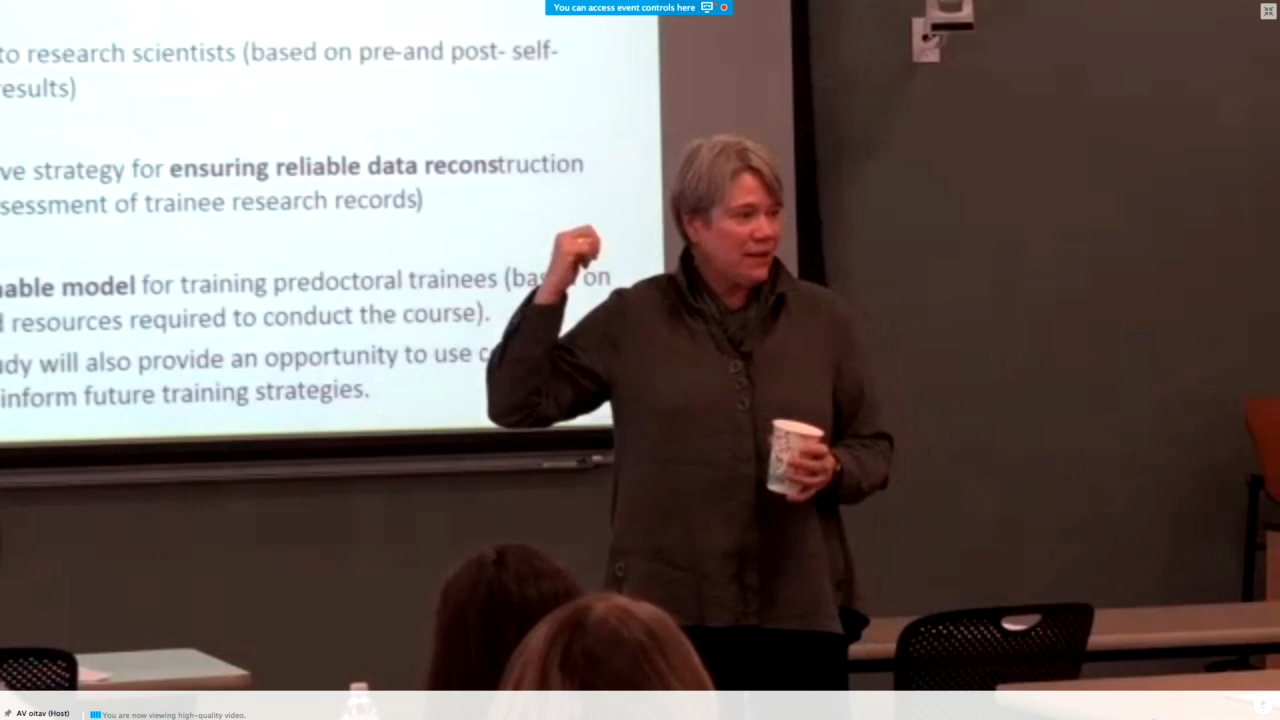 You can access event controls here
to research scientists (based on pre-and post- self-
esults)
ve strategy for ensuring reliable data reconstruction
sessment of trainee research records)
able model for training predoctoral trainees (ba on
resources required to conduct the course).
dy will also provide an opportunity to use c
inform future training strategies.
AV oitav (Host)
You are now viewing high-quality video.